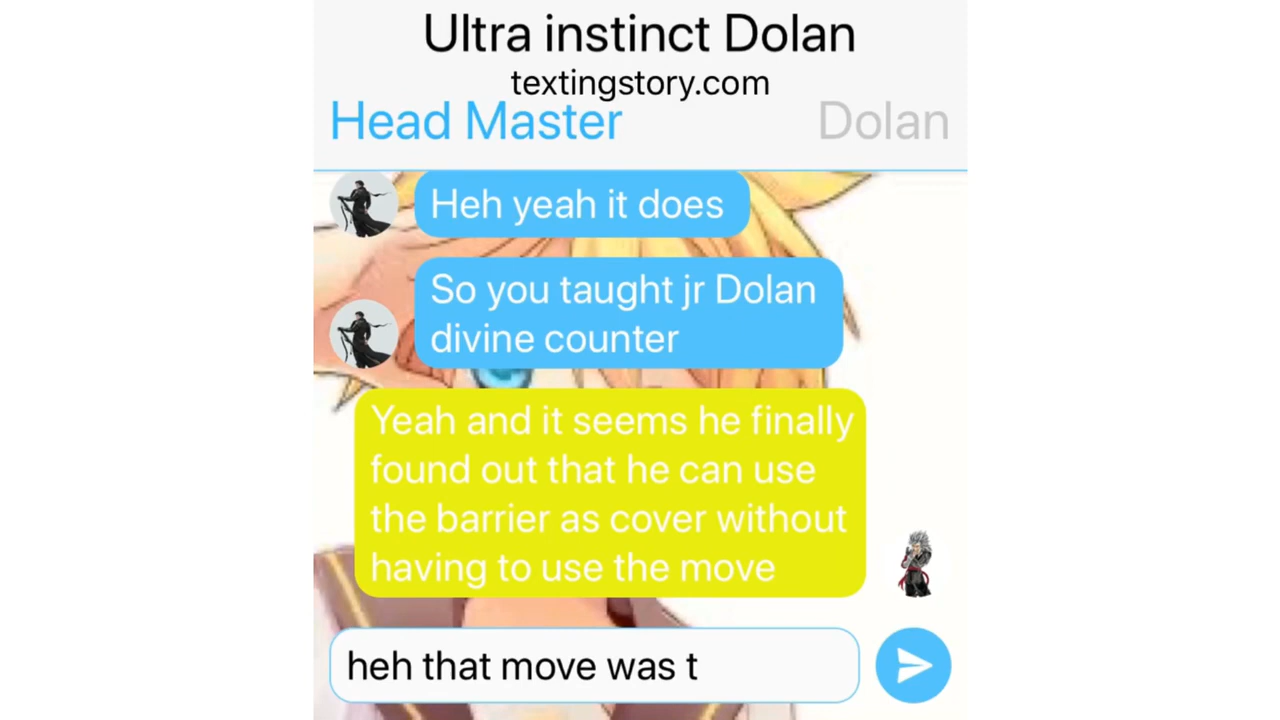 Ultra instinct Dolan
textingstory.com
Head Master
Dolan
Heh yeah it does
So you taught jr Dolan
divine counter
Yeah and it seems he finally
found out that he can use
the barrier as cover without
having to use the move
heh that move was t